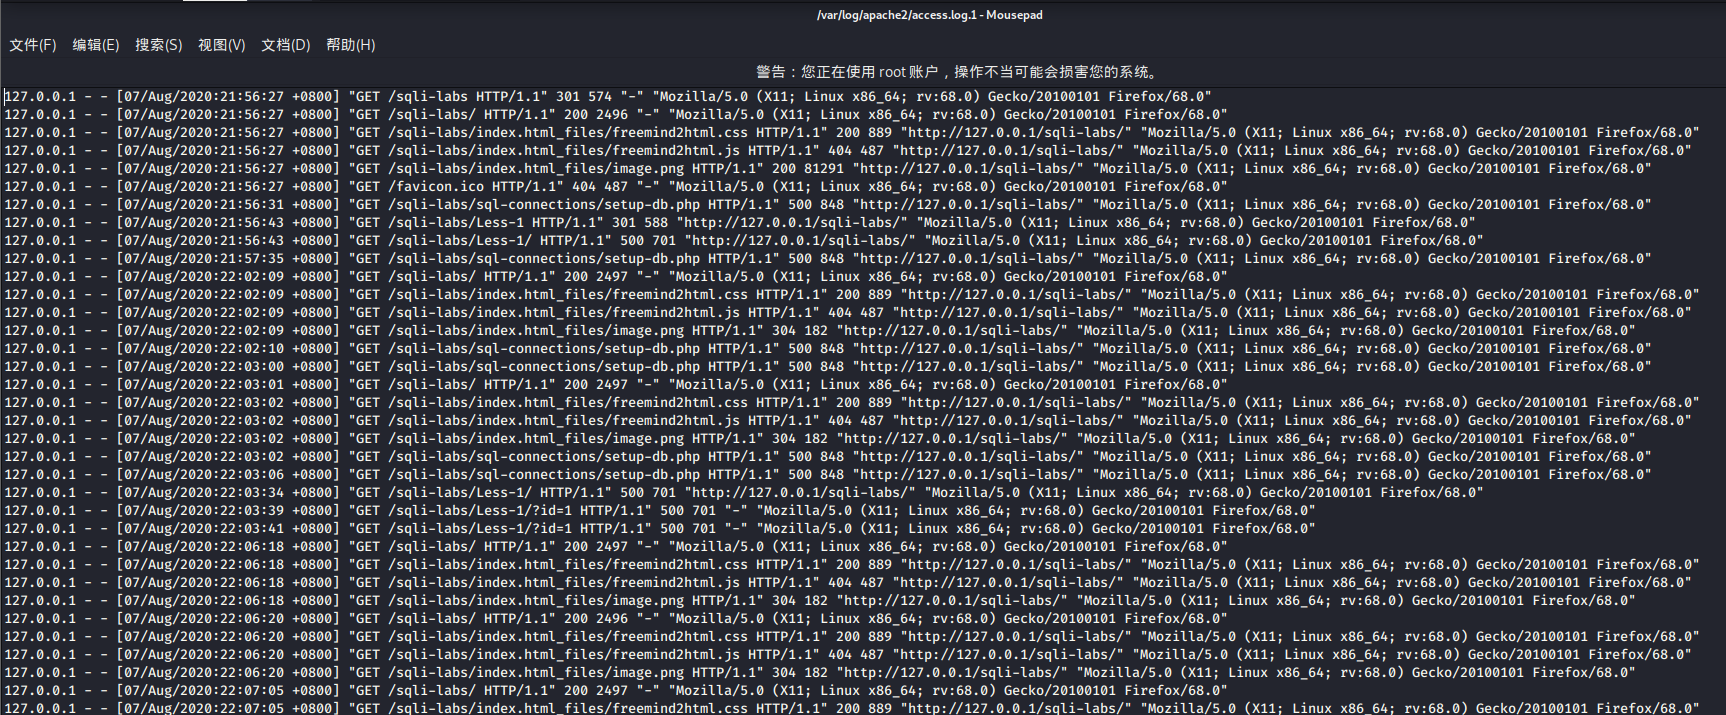 /var/log/apache2/access.log.1 - Mousepad
文件(F) 编辑(E) 搜索(S) 视图(V) 文档(D) 帮助(H)
警告：您正在使用 root 账户，操作不当可能会损害您的系统。
127.0.0.1 - - [07/Aug/2020:21:56:27 +0800] "GET /sqli-labs HTTP/1.1" 301 574 "-" "Mozilla/5.0 (X11; Linux x86_64; rv:68.0) Gecko/20100101 Firefox/68.0"
127.0.0.1 - - [07/Aug/2020:21:56:27 +0800] "GET /sqli-labs/ HTTP/1.1" 200 2496 "-" "Mozilla/5.0 (X11; Linux x86_64; rv:68.0) Gecko/20100101 Firefox/68.0"
127.0.0.1 - - [07/Aug/2020:21:56:27 +0800] "GET /sqli-labs/index.html_files/freemind2html.css HTTP/1.1" 200 889 "http://127.0.0.1/sqli-labs/" "Mozilla/5.0 (X11; Linux x86_64; rv:68.0) Gecko/20100101 Firefox/68.0"
127.0.0.1 - - [07/Aug/2020:21:56:27 +0800] "GET /sqli-labs/index.html_files/freemind2html.js HTTP/1.1" 404 487 "http://127.0.0.1/sqli-labs/" "Mozilla/5.0 (X11; Linux x86_64; rv:68.0) Gecko/20100101 Firefox/68.0"
127.0.0.1 - - [07/Aug/2020:21:56:27 +0800] "GET /sqli-labs/index.html_files/image.png HTTP/1.1" 200 81291 "http://127.0.0.1/sqli-labs/" "Mozilla/5.0 (X11; Linux x86_64; rv:68.0) Gecko/20100101 Firefox/68.0"
127.0.0.1 - - [07/Aug/2020:21:56:27 +0800] "GET /favicon.ico HTTP/1.1" 404 487 "-" "Mozilla/5.0 (X11; Linux x86_64; rv:68.0) Gecko/20100101 Firefox/68.0"
127.0.0.1 - - [07/Aug/2020:21:56:31 +0800] "GET /sqli-labs/sql-connections/setup-db.php HTTP/1.1" 500 848 "http://127.0.0.1/sqli-labs/" "Mozilla/5.0 (X11; Linux x86_64; rv:68.0) Gecko/20100101 Firefox/68.0"
127.0.0.1 - - [07/Aug/2020:21:56:43 +0800] "GET /sqli-labs/Less-1 HTTP/1.1" 301 588 "http://127.0.0.1/sqli-labs/" "Mozilla/5.0 (X11; Linux x86_64; rv:68.0) Gecko/20100101 Firefox/68.0"
127.0.0.1 - - [07/Aug/2020:21:56:43 +0800] "GET /sqli-labs/Less-1/ HTTP/1.1" 500 701 "http://127.0.0.1/sqli-labs/" "Mozilla/5.0 (X11; Linux x86_64; rv:68.0) Gecko/20100101 Firefox/68.0"
127.0.0.1 - - [07/Aug/2020:21:57:35 +0800] "GET /sqli-labs/sql-connections/setup-db.php HTTP/1.1" 500 848 "http://127.0.0.1/sqli-labs/" "Mozilla/5.0 (X11; Linux x86_64; rv:68.0) Gecko/20100101 Firefox/68.0"
127.0.0.1 - - [07/Aug/2020:22:02:09 +0800] "GET /sqli-labs/ HTTP/1.1" 200 2497 "-" "Mozilla/5.0 (X11; Linux x86_64; rv:68.0) Gecko/20100101 Firefox/68.0"
127.0.0.1 - - [07/Aug/2020:22:02:09 +0800] "GET /sqli-labs/index.html_files/freemind2html.css HTTP/1.1" 200 889 "http://127.0.0.1/sqli-labs/" "Mozilla/5.0 (X11; Linux x86_64; rv:68.0) Gecko/20100101 Firefox/68.0"
127.0.0.1 - - [07/Aug/2020:22:02:09 +0800] "GET /sqli-labs/index.html_files/freemind2html.js HTTP/1.1" 404 487 "http://127.0.0.1/sqli-labs/" "Mozilla/5.0 (X11; Linux x86_64; rv:68.0) Gecko/20100101 Firefox/68.0"
127.0.0.1 - - [07/Aug/2020:22:02:09 +0800] "GET /sqli-labs/index.html_files/image.png HTTP/1.1" 304 182 "http://127.0.0.1/sqli-labs/" "Mozilla/5.0 (X11; Linux x86_64; rv:68.0) Gecko/20100101 Firefox/68.0"
127.0.0.1 - - [07/Aug/2020:22:02:10 +0800] "GET /sqli-labs/sql-connections/setup-db.php HTTP/1.1" 500 848 "http://127.0.0.1/sqli-labs/" "Mozilla/5.0 (X11; Linux x86_64; rv:68.0) Gecko/20100101 Firefox/68.0"
127.0.0.1 - - [07/Aug/2020:22:03:00 +0800] "GET /sqli-labs/sql-connections/setup-db.php HTTP/1.1" 500 848 "http://127.0.0.1/sqli-labs/" "Mozilla/5.0 (X11; Linux x86_64; rv:68.0) Gecko/20100101 Firefox/68.0"
127.0.0.1 - - [07/Aug/2020:22:03:01 +0800] "GET /sqli-labs/ HTTP/1.1" 200 2497 "-" "Mozilla/5.0 (X11; Linux x86_64; rv:68.0) Gecko/20100101 Firefox/68.0"
127.0.0.1 - - [07/Aug/2020:22:03:02 +0800] "GET /sqli-labs/index.html_files/freemind2html.css HTTP/1.1" 200 889 "http://127.0.0.1/sqli-labs/" "Mozilla/5.0 (X11; Linux x86_64; rv:68.0) Gecko/20100101 Firefox/68.0"
127.0.0.1 - - [07/Aug/2020:22:03:02 +0800] "GET /sqli-labs/index.html_files/freemind2html.js HTTP/1.1" 404 487 "http://127.0.0.1/sqli-labs/" "Mozilla/5.0 (X11; Linux x86_64; rv:68.0) Gecko/20100101 Firefox/68.0"
127.0.0.1 - - [07/Aug/2020:22:03:02 +0800] "GET /sqli-labs/index.html_files/image.png HTTP/1.1" 304 182 "http://127.0.0.1/sqli-labs/" "Mozilla/5.0 (X11; Linux x86_64; rv:68.0) Gecko/20100101 Firefox/68.0"
127.0.0.1 - - [07/Aug/2020:22:03:02 +0800] "GET /sqli-labs/sql-connections/setup-db.php HTTP/1.1" 500 848 "http://127.0.0.1/sqli-labs/" "Mozilla/5.0 (X11; Linux x86_64; rv:68.0) Gecko/20100101 Firefox/68.0"
127.0.0.1 - - [07/Aug/2020:22:03:06 +0800] "GET /sqli-labs/sql-connections/setup-db.php HTTP/1.1" 500 848 "http://127.0.0.1/sqli-labs/" "Mozilla/5.0 (X11; Linux x86_64; rv:68.0) Gecko/20100101 Firefox/68.0"
127.0.0.1 - - [07/Aug/2020:22:03:34 +0800] "GET /sqli-labs/Less-1/ HTTP/1.1" 500 701 "http://127.0.0.1/sqli-labs/" "Mozilla/5.0 (X11; Linux x86_64; rv:68.0) Gecko/20100101 Firefox/68.0"
127.0.0.1 - - [07/Aug/2020:22:03:39 +0800] "GET /sqli-labs/Less-1/?id=1 HTTP/1.1" 500 701 "-" "Mozilla/5.0 (X11; Linux x86_64; rv:68.0) Gecko/20100101 Firefox/68.0"
127.0.0.1 - - [07/Aug/2020:22:03:41 +0800] "GET /sqli-labs/Less-1/?id=1 HTTP/1.1" 500 701 "-" "Mozilla/5.0 (X11; Linux x86_64; rv:68.0) Gecko/20100101 Firefox/68.0"
127.0.0.1 - - [07/Aug/2020:22:06:18 +0800] "GET /sqli-labs/ HTTP/1.1" 200 2497 "-" "Mozilla/5.0 (X11; Linux x86_64; rv:68.0) Gecko/20100101 Firefox/68.0"
127.0.0.1 - - [07/Aug/2020:22:06:18 +0800] "GET /sqli-labs/index.html_files/freemind2html.css HTTP/1.1" 200 889 "http://127.0.0.1/sqli-labs/" "Mozilla/5.0 (X11; Linux x86_64; rv:68.0) Gecko/20100101 Firefox/68.0"
127.0.0.1 - - [07/Aug/2020:22:06:18 +0800] "GET /sqli-labs/index.html_files/freemind2html.js HTTP/1.1" 404 487 "http://127.0.0.1/sqli-labs/" "Mozilla/5.0 (X11; Linux x86_64; rv:68.0) Gecko/20100101 Firefox/68.0"
127.0.0.1 - - [07/Aug/2020:22:06:18 +0800] "GET /sqli-labs/index.html_files/image.png HTTP/1.1" 304 182 "http://127.0.0.1/sqli-labs/" "Mozilla/5.0 (X11; Linux x86_64; rv:68.0) Gecko/20100101 Firefox/68.0"
127.0.0.1 - - [07/Aug/2020:22:06:20 +0800] "GET /sqli-labs/ HTTP/1.1" 200 2496 "-" "Mozilla/5.0 (X11; Linux x86_64; rv:68.0) Gecko/20100101 Firefox/68.0"
127.0.0.1 - - [07/Aug/2020:22:06:20 +0800] "GET /sqli-labs/index.html_files/freemind2html.css HTTP/1.1" 200 889 "http://127.0.0.1/sqli-labs/" "Mozilla/5.0 (X11; Linux x86_64; rv:68.0) Gecko/20100101 Firefox/68.0"
127.0.0.1 - - [07/Aug/2020:22:06:20 +0800] "GET /sqli-labs/index.html_files/freemind2html.js HTTP/1.1" 404 487 "http://127.0.0.1/sqli-labs/" "Mozilla/5.0 (X11; Linux x86_64; rv:68.0) Gecko/20100101 Firefox/68.0"
127.0.0.1 - - [07/Aug/2020:22:06:20 +0800] "GET /sqli-labs/index.html_files/image.png HTTP/1.1" 304 182 "http://127.0.0.1/sqli-labs/" "Mozilla/5.0 (X11; Linux x86_64; rv:68.0) Gecko/20100101 Firefox/68.0"
127.0.0.1 - - [07/Aug/2020:22:07:05 +0800] "GET /sqli-labs/ HTTP/1.1" 200 2497 "-" "Mozilla/5.0 (X11; Linux x86_64; rv:68.0) Gecko/20100101 Firefox/68.0"
127.0.0.1 - - [07/Aug/2020:22:07:05 +0800] "GET /sqli-labs/index.html_files/freemind2html.css HTTP/1.1" 200 889 "http://127.0.0.1/sqli-labs/" "Mozilla/5.0 (X11; Linux x86_64; rv:68.0) Gecko/20100101 Firefox/68.0"